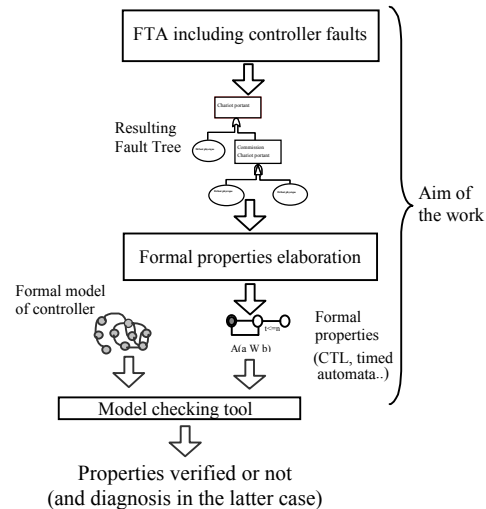 FTA including controller faults
Chariot portant
Resulting
Fault Tree
Commission
Chariot portant
Aim of
the work
Formal properties elaboration
Formal model
of controller
t<=n
A(a W b)
Formal
properties
(CTL, timed
automata..)
Model checking tool
Properties verified or not
(and diagnosis in the latter case)